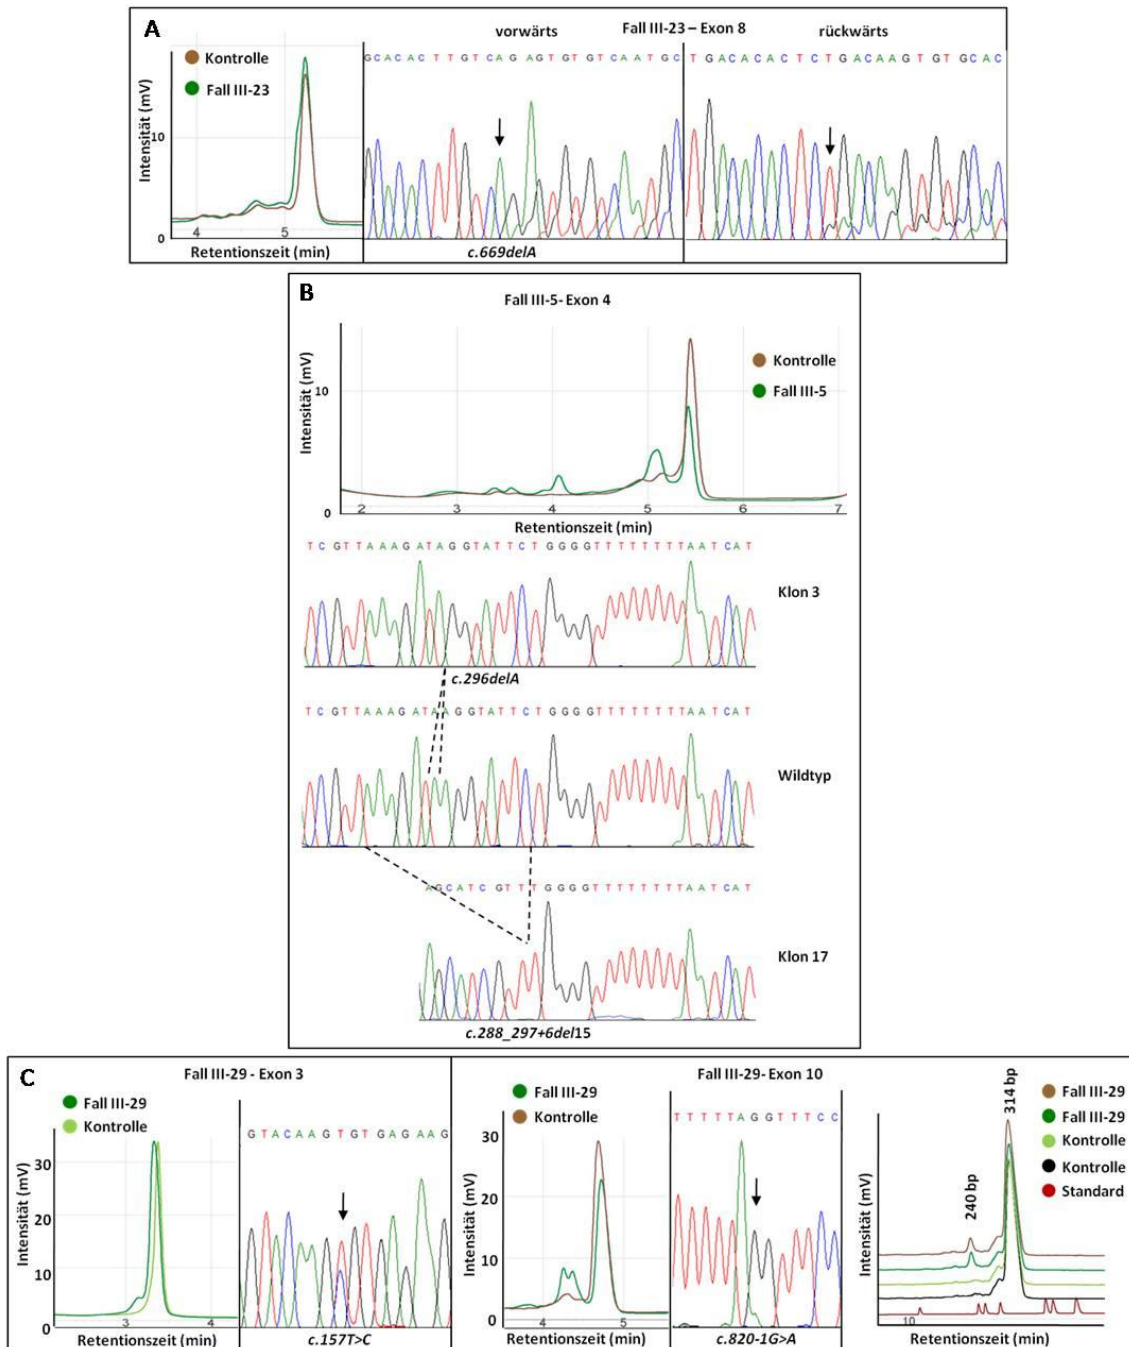 A
vorwärts
Fall III-23 – Exon 8
rückwärts
Kontrolle
Fall III-23
Intensität (mV)
10
0
4
5
Retentionszeit (min)
G C A C A C T T G T C A G A G T G T G T C A A T G C
T G A C A C A C T C T G A C A A G T G T G C A C
c.669delA
B
Fall III-5- Exon 4
Kontrolle
Fall III-5
Intensität (mV)
10
0
2
3
4
5
6
7
Retentionszeit (min)
T C G T T A A A G A T A G G T A T T C T G G G G T T T T T T T T A A T C A T
Klon 3
c.296delA
T C G T T A A A G A T A A G G T A T T C T G G G G T T T T T T T T A A T C A T
Wildtyp
A G C A T C G T T T G G G G T T T T T T T T A A T C A T
Klon 17
c.288_297+6del15
C
Fall III-29 - Exon 3
Fall III-29
Kontrolle
Intensität (mV)
30
20
10
0
3
4
Retentionszeit (min)
G T A C A A G T G T G A G A A G
c.157T>C
Fall III-29- Exon 10
Fall III-29
Kontrolle
Intensität (mV)
30
20
10
0
4
5
Retentionszeit (min)
T T T T T A G G T T T C C
c.820-1G>A
314 bp
240 bp
Fall III-29
Fall III-29
Kontrolle
Kontrolle
Standard
Intensität (mV)
10
Retentionszeit (min)